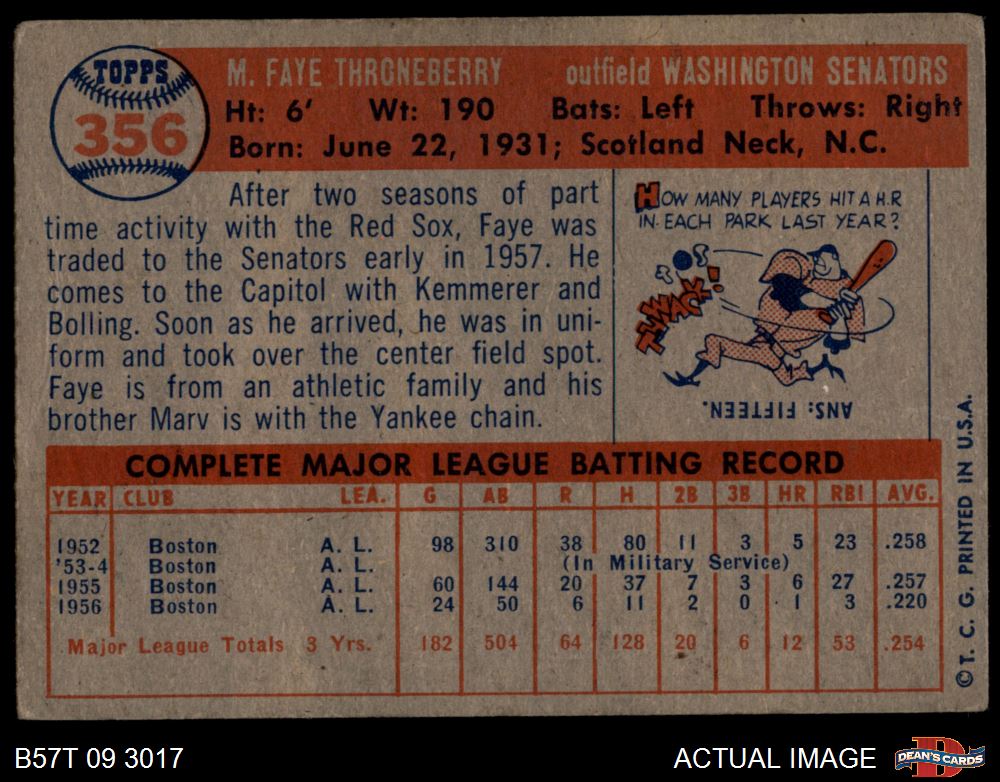 TOPPS
356
M. FAYE THRONEBERRY outfield WASHINGTON SENATORS
Ht: 6' Wt: 190 Bats: Left Throws: Right
Born: June 22, 1931; Scotland Neck, N.C.
After two seasons of part
time activity with the Red Sox, Faye was
traded to the Senators early in 1957. He
comes to the Capitol with Kemmerer and
Bolling. Soon as he arrived, he was in uni-
form and took over the center field spot.
Faye is from an athletic family and his
brother Marv is with the Yankee chain.
HOW MANY PLAYERS HIT A H.R
IN EACH PARK LAST YEAR?
THWACK!
ANS: FIFTEEN.
COMPLETE MAJOR LEAGUE BATTING RECORD
YEAR CLUB LEA. G AB R H 2B 3B HR RBI AVG.
1952 Boston A. L. 98 310 38 80 11 3 5 23 .258
'53-4 Boston A. L. (In Military Service)
1955 Boston A. L. 60 144 20 37 7 3 6 27 .257
1956 Boston A. L. 24 50 6 11 2 0 1 3 .220
Major League Totals 3 Yrs. 182 504 64 128 20 6 12 53 .254
© T. C. G. PRINTED IN U.S.A.
B57T 09 3017
ACTUAL IMAGE
D
DEAN'S CARDS